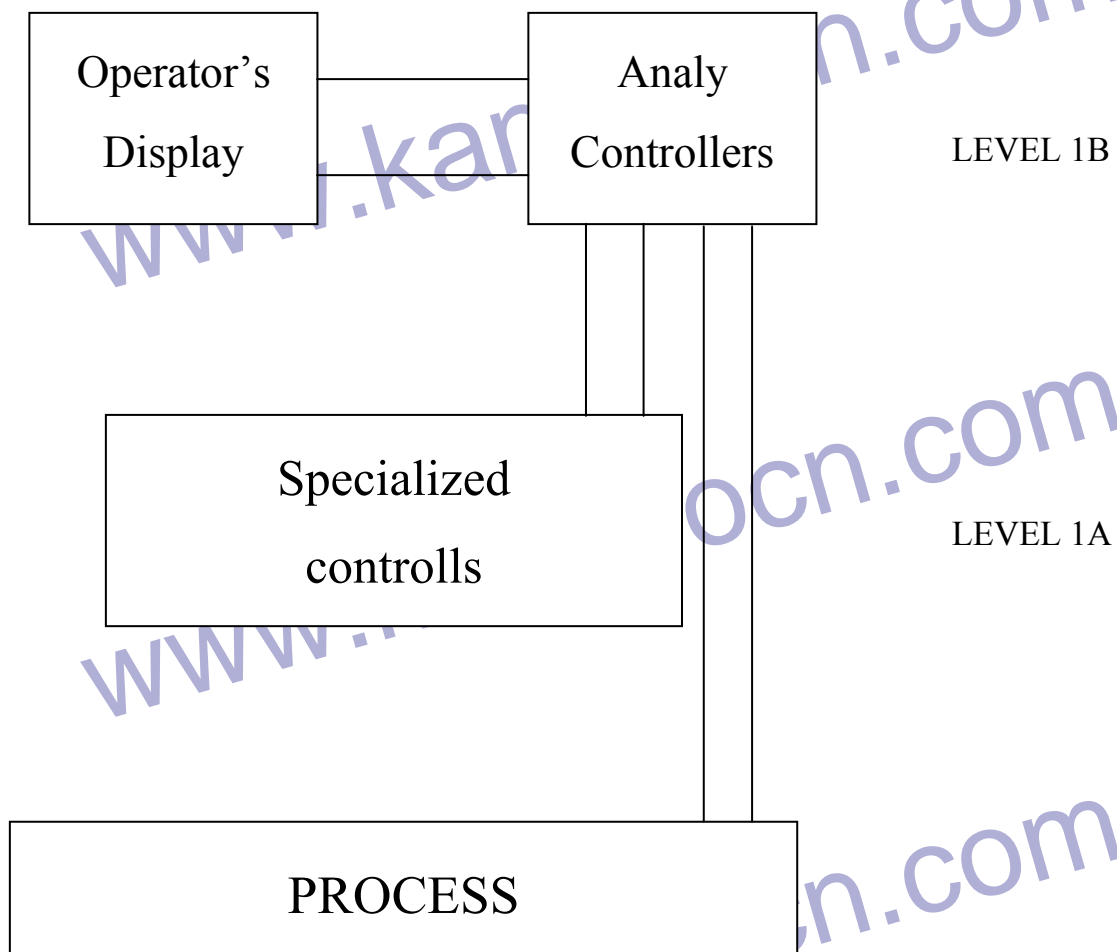 Operator’s
Display
Analy
Controllers
LEVEL 1B
Specialized
controlls
LEVEL 1A
PROCESS